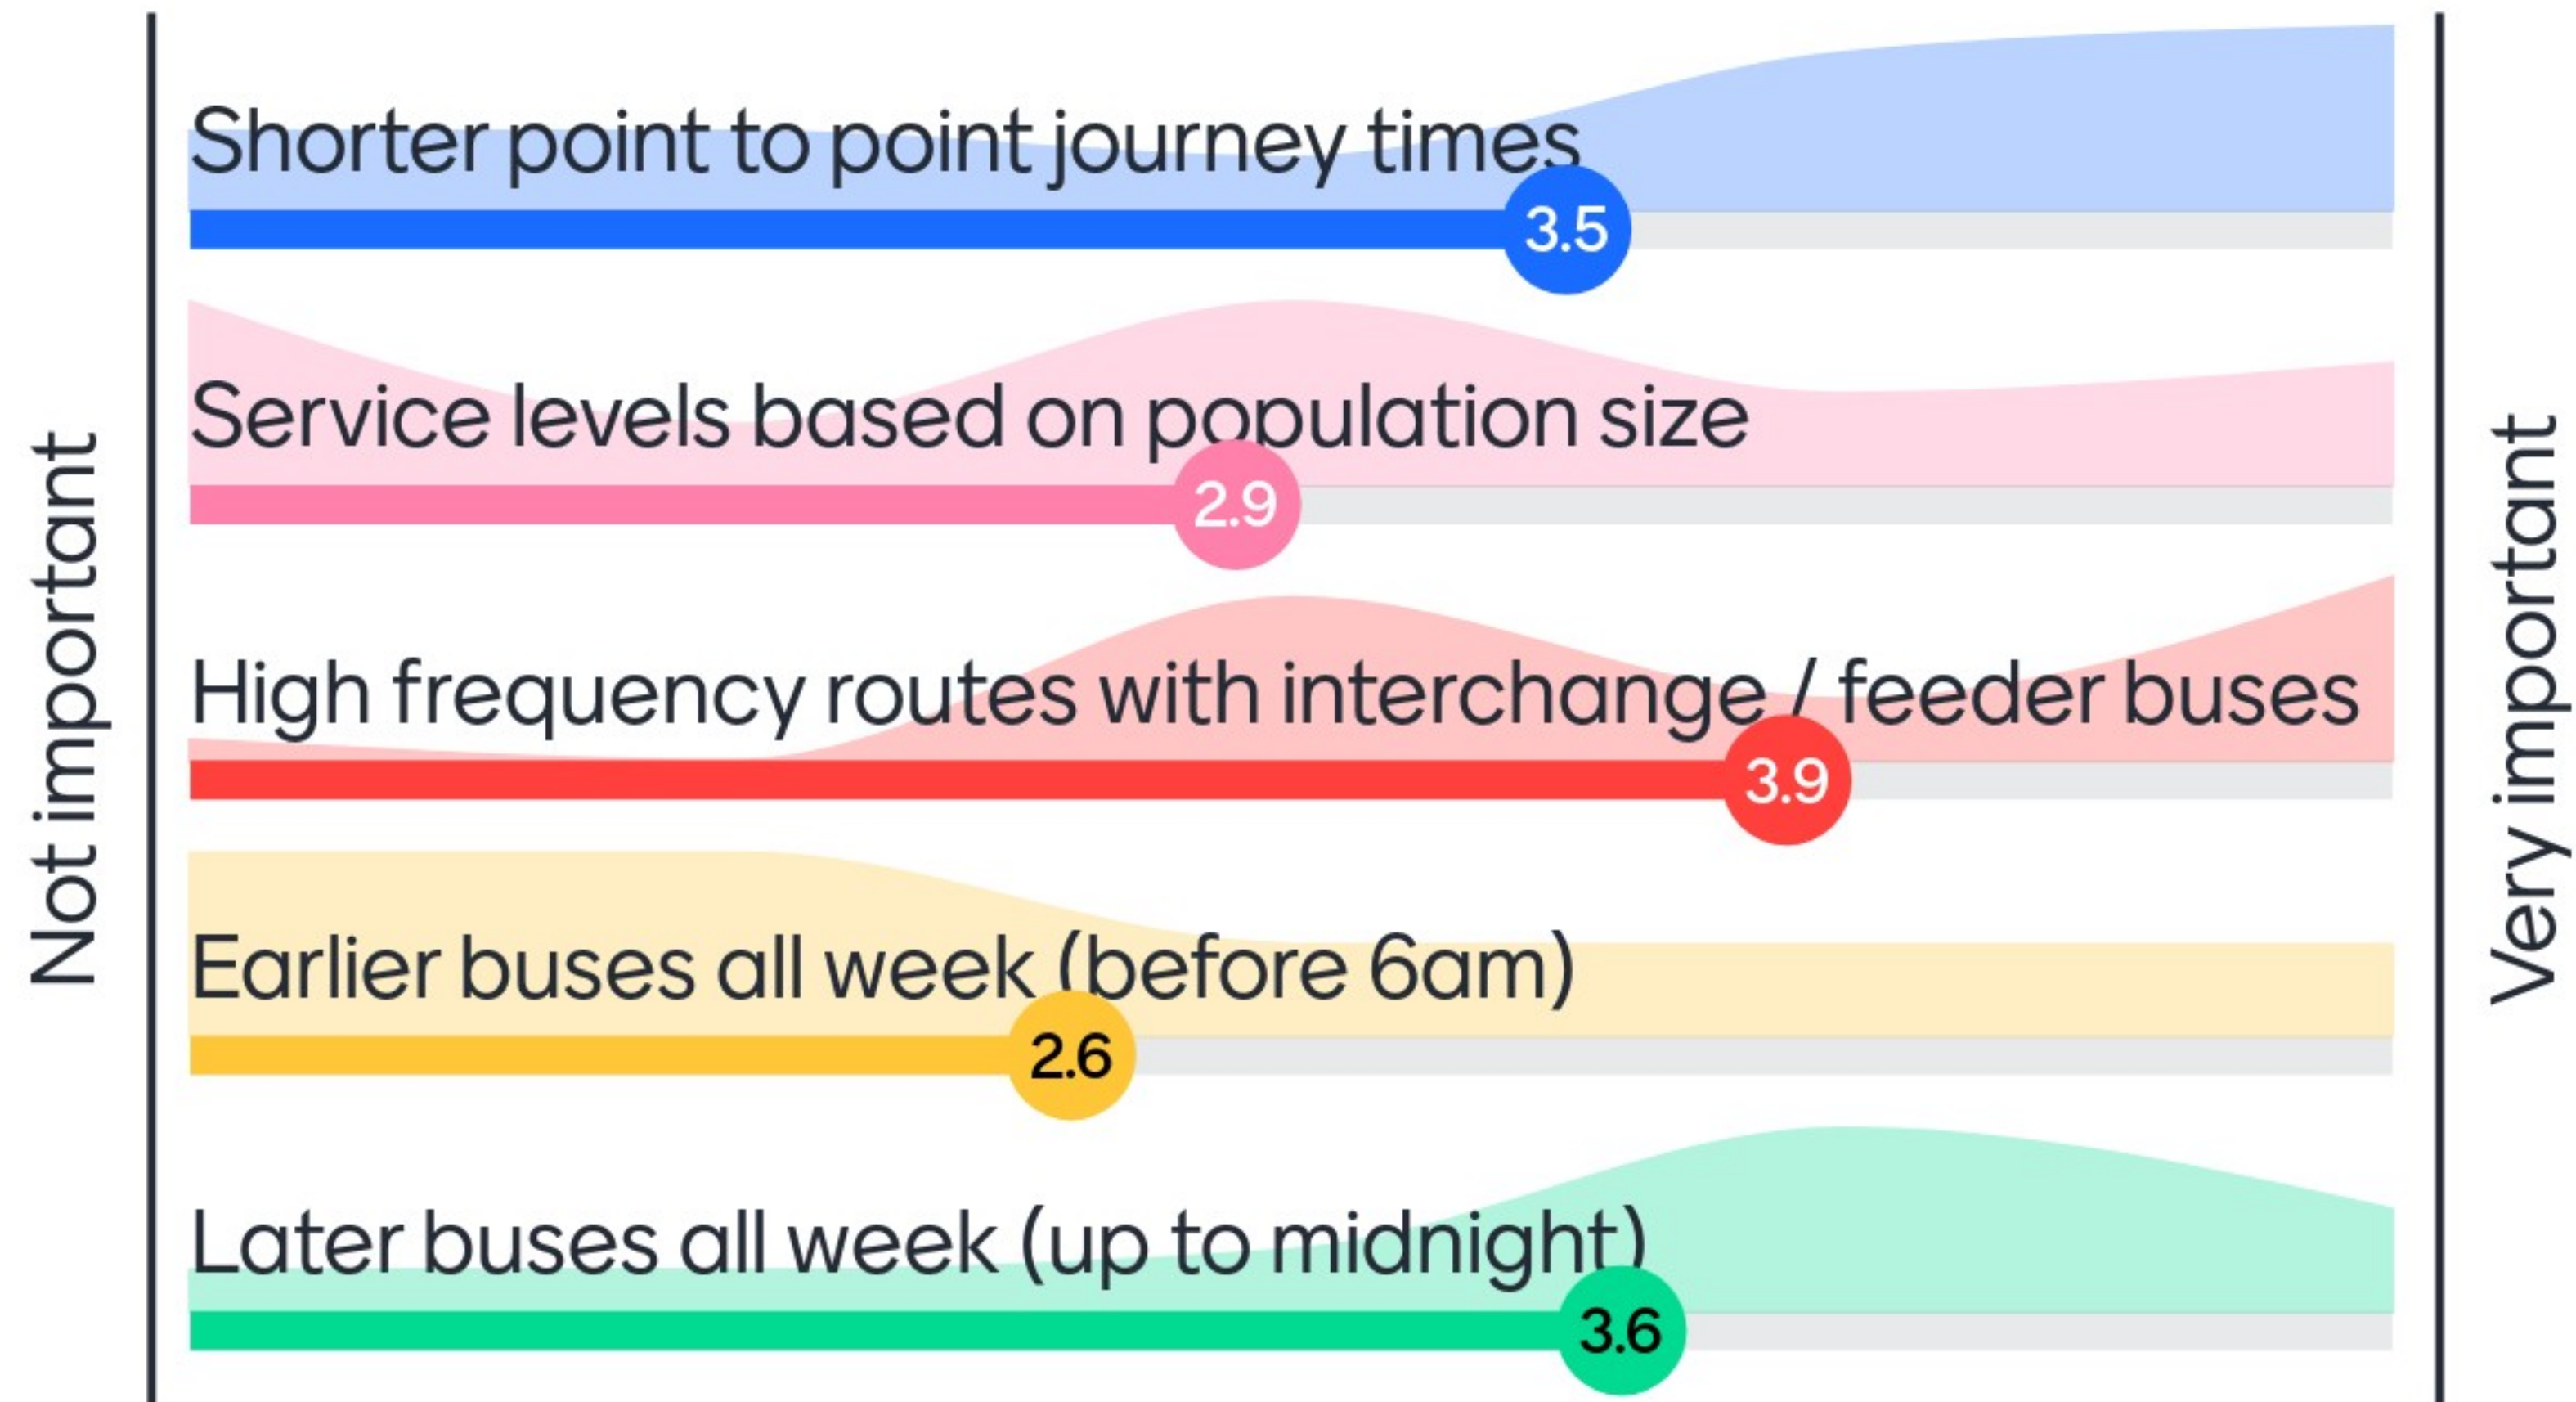 Not important
Shorter point to point journey times
3.5
Service levels based on population size
2.9
High frequency routes with interchange / feeder buses
3.9
Earlier buses all week (before 6am)
2.6
Later buses all week (up to midnight)
3.6
Very important